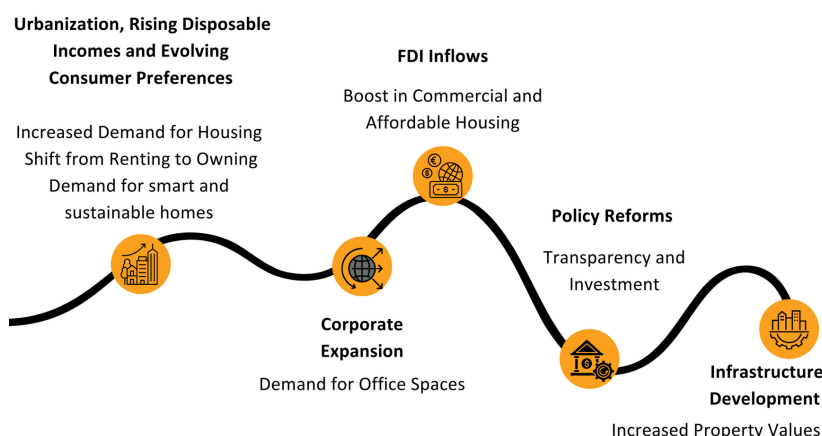 Urbanization, Rising Disposable
Incomes and Evolving
Consumer Preferences
Increased Demand for Housing
Shift from Renting to Owning
Demand for smart and
sustainable homes
Corporate
Expansion
Demand for Office Spaces
FDI Inflows
Boost in Commercial and
Affordable Housing
€
$
- $ -
Policy Reforms
Transparency and
Investment
$
Infrastructure
Development
Increased Property Values